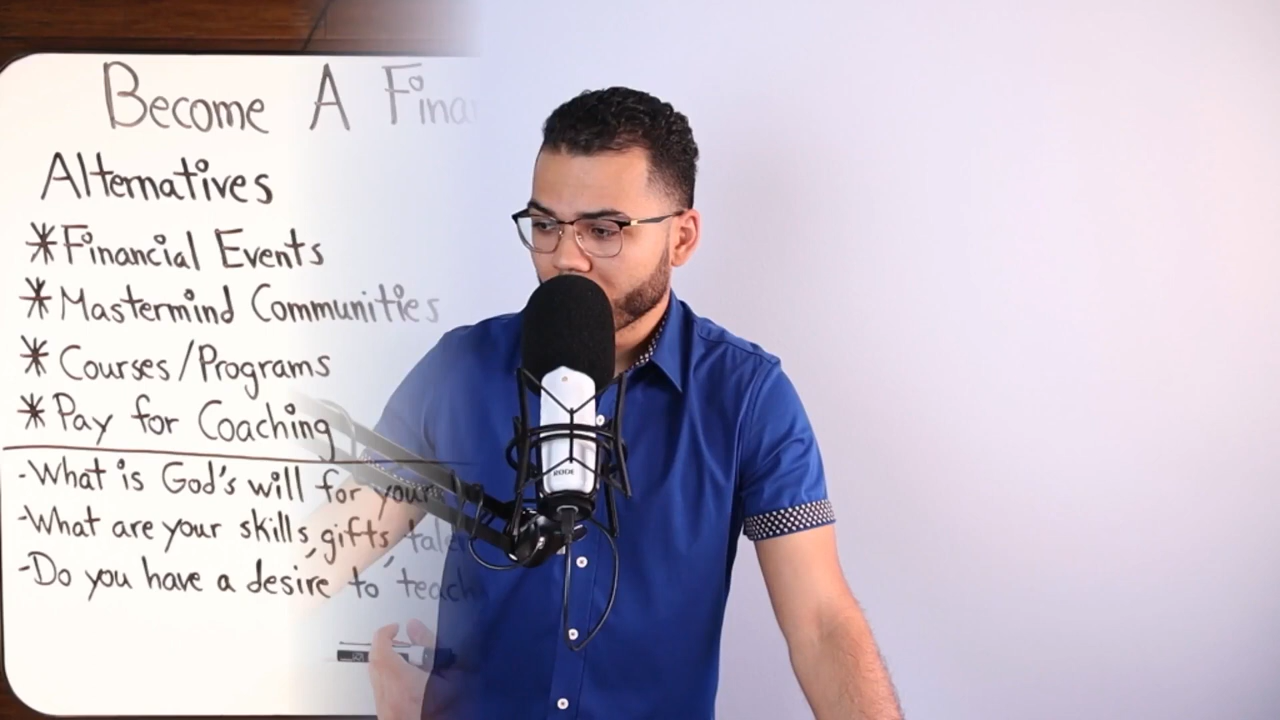 Become A Fina
Alternatives
*Financial Events
*Mastermind Communities
*Courses/Programs
*Pay for Coaching
-What is God's will for your
-What are your skills, gifts, tale
-Do you have a desire to teach
RODE